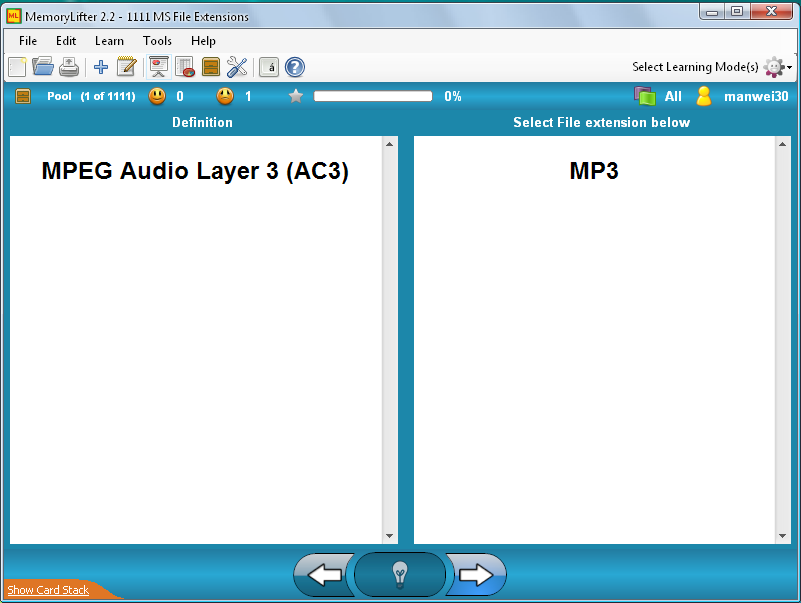 ML MemoryLifter 2.2 - 1111 MS File Extensions
File Edit Learn Tools Help
á ? Select Learning Mode(s)
Pool (1 of 1111) 0 1 0% All manwei30
Definition Select File extension below
MPEG Audio Layer 3 (AC3) MP3
Show Card Stack